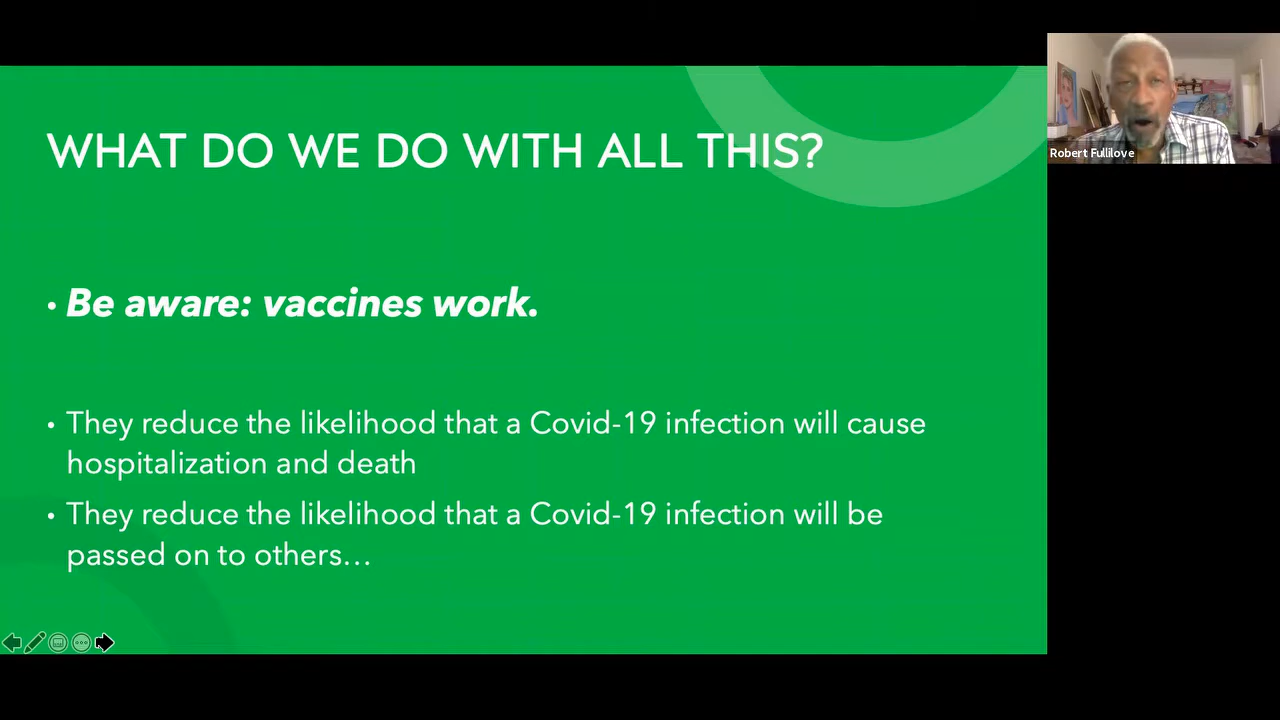 WHAT DO WE DO WITH ALL THIS?
• Be aware: vaccines work.
• They reduce the likelihood that a Covid-19 infection will cause
hospitalization and death
• They reduce the likelihood that a Covid-19 infection will be
passed on to others…
Robert Fullilove